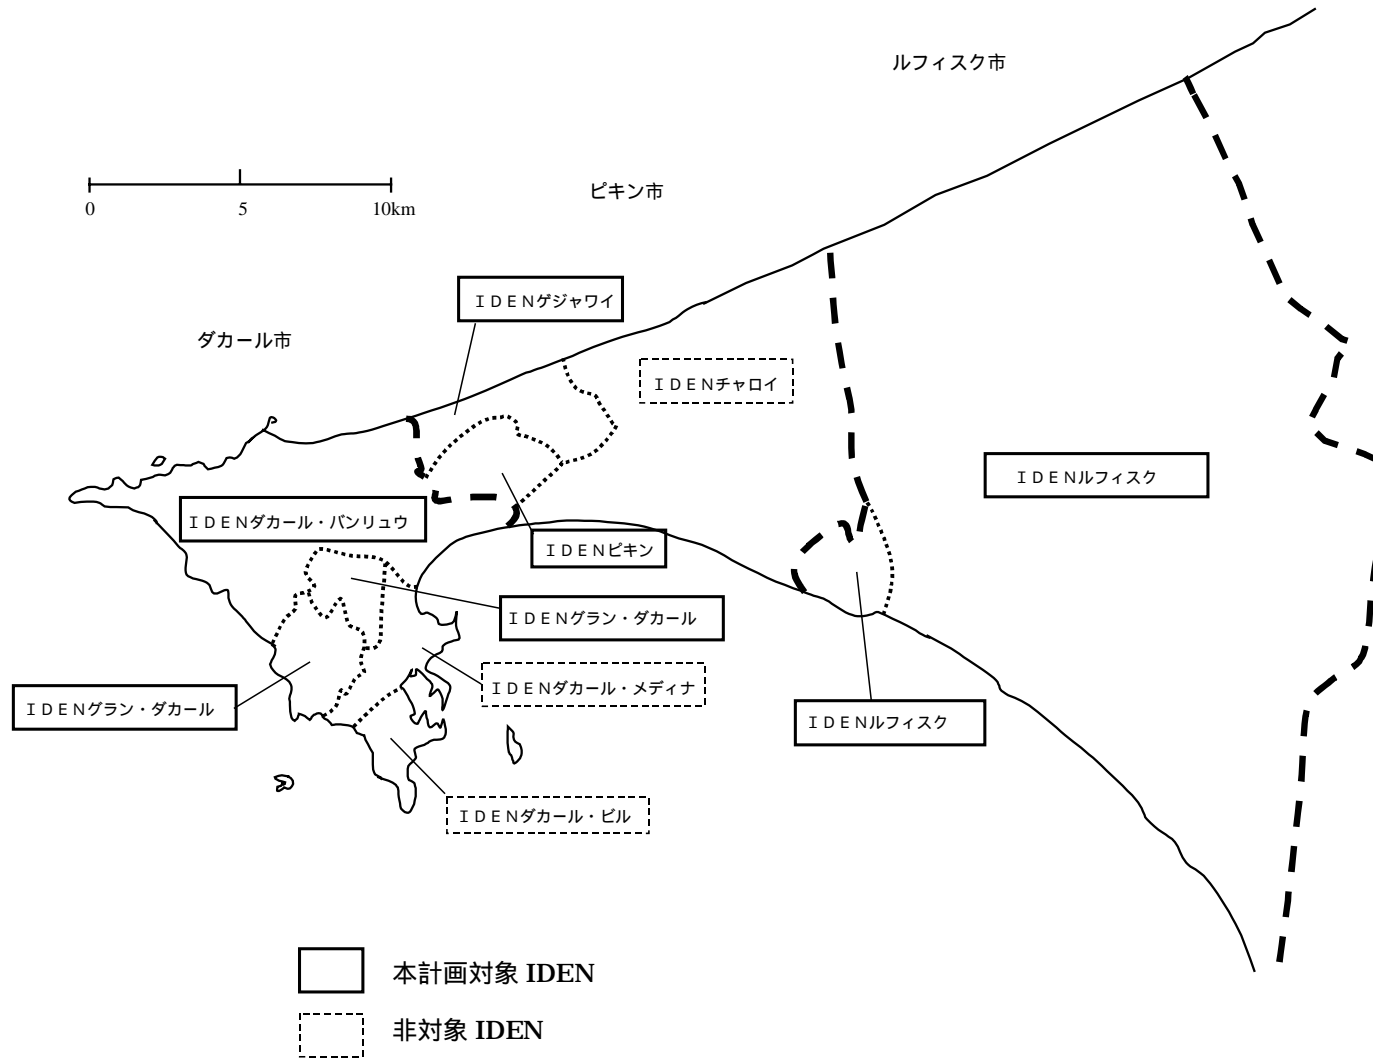 ルフィスク市
ピキン市
0 5 10km
ＩＤＥＮゲジャワイ
ダカール市
ＩＤＥＮチャロイ
ＩＤＥＮルフィスク
ＩＤＥＮダカール・バンリュウ
ＩＤＥＮピキン
ＩＤＥＮグラン・ダカール
ＩＤＥＮダカール・メディナ
ＩＤＥＮグラン・ダカール
ＩＤＥＮルフィスク
ＩＤＥＮダカール・ビル
本計画対象 IDEN
非対象 IDEN